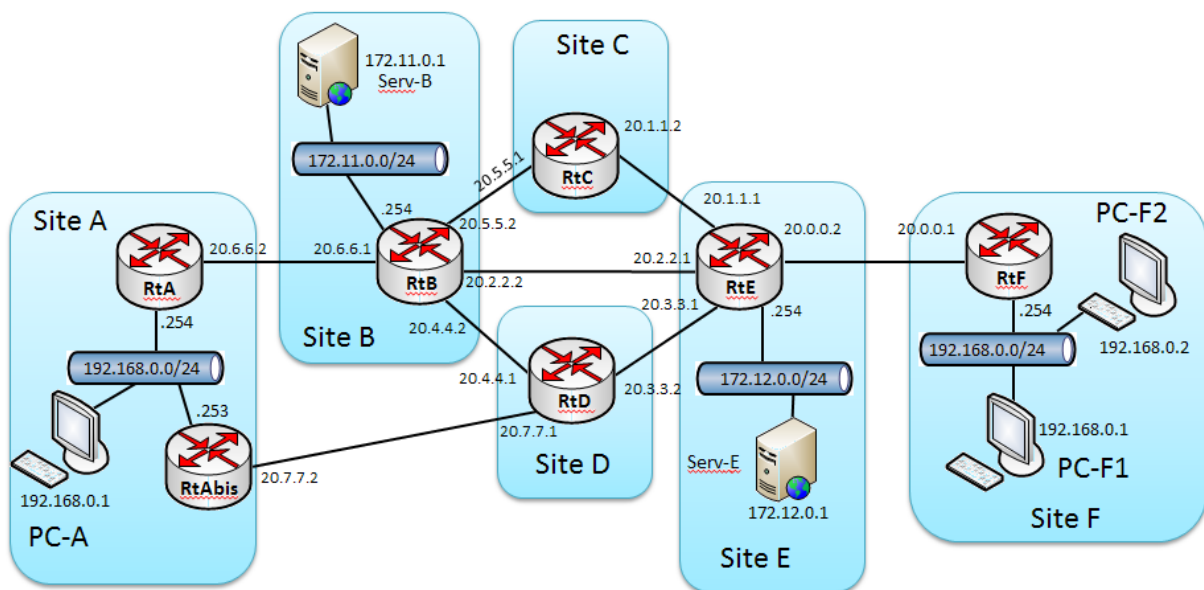 Site A
20.6.6.2
RtA
.254
192.168.0.0/24
.253
192.168.0.1
PC-A
RtAbis
20.7.7.2
172.11.0.1
Serv-B
172.11.0.0/24
.254
20.5.5.2
20.6.6.1
RtB
20.2.2.2
20.4.4.2
Site B
Site C
20.5.5.1
RtC
20.1.1.2
20.4.4.1
RtD
20.3.3.2
20.7.7.1
Site D
20.1.1.1
20.0.0.2
20.2.2.1
RtE
20.3.3.1
.254
172.12.0.0/24
Serv-E
172.12.0.1
Site E
20.0.0.1
RtF
PC-F2
.254
192.168.0.0/24
192.168.0.2
192.168.0.1
PC-F1
Site F